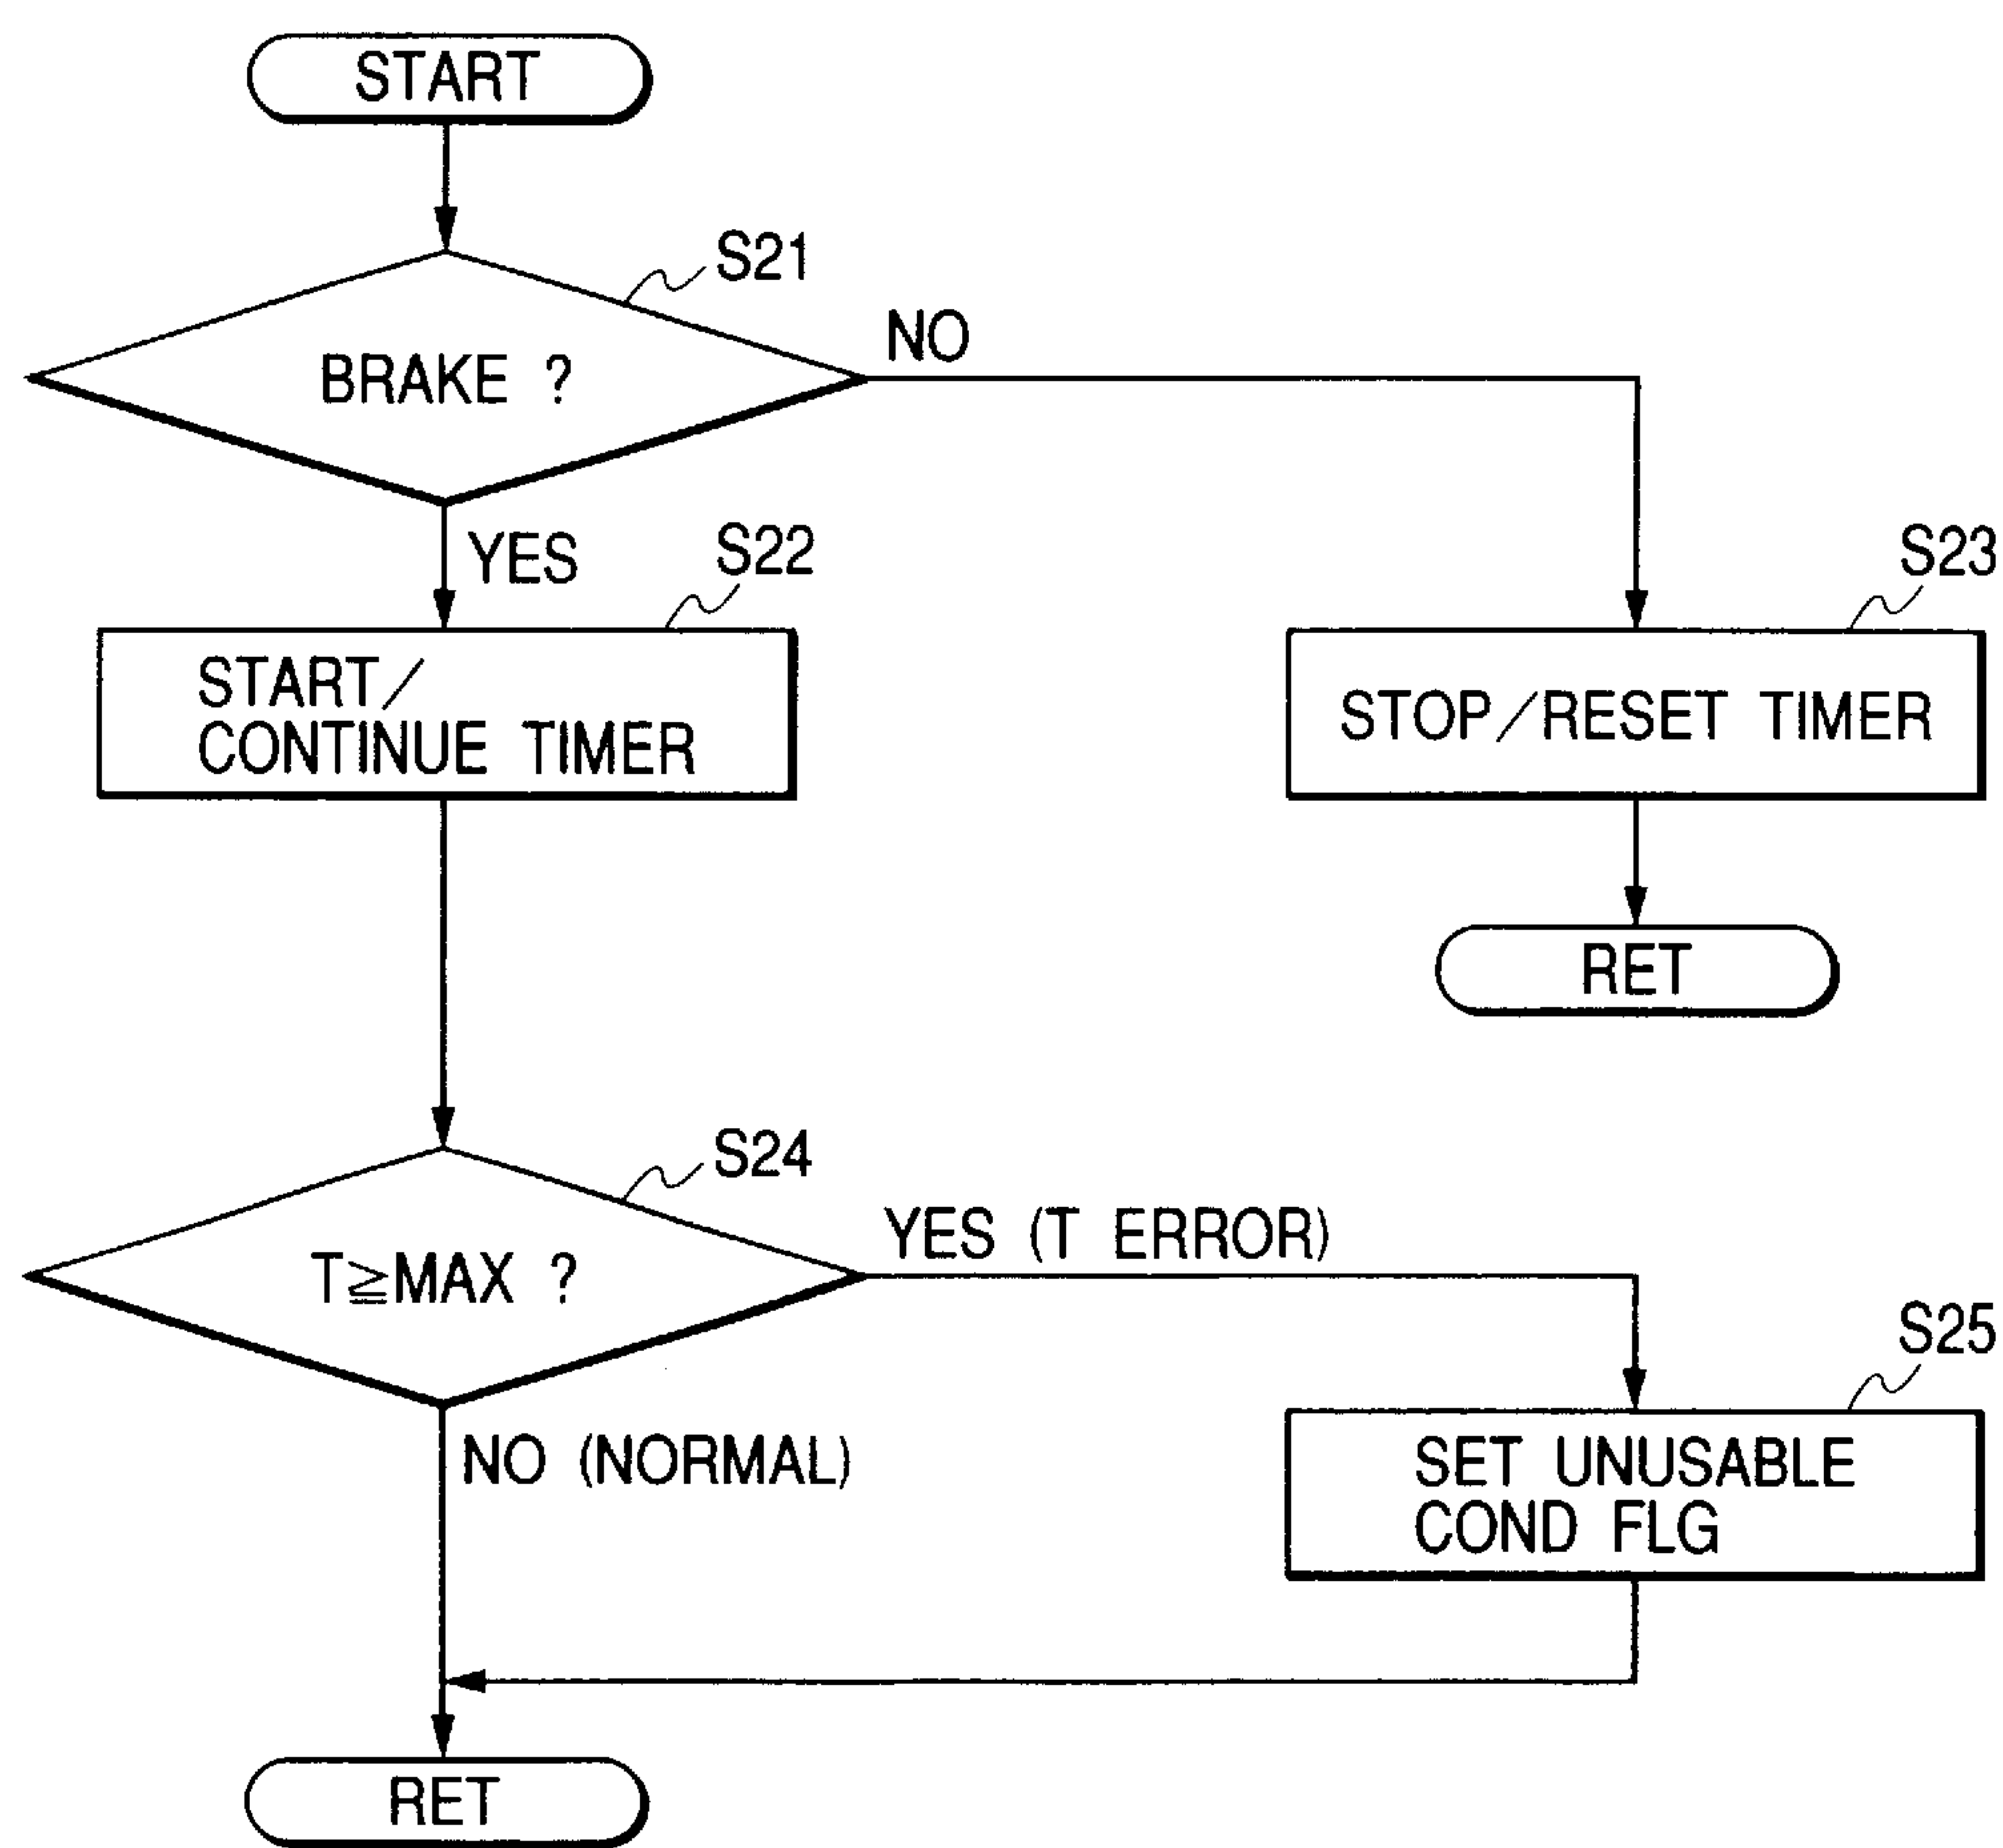 START
S21
BRAKE ?
NO
YES
S22
START/
CONTINUE TIMER
S23
STOP/RESET TIMER
RET
S24
T≧MAX ?
YES (T ERROR)
NO (NORMAL)
S25
SET UNUSABLE
COND FLG
RET